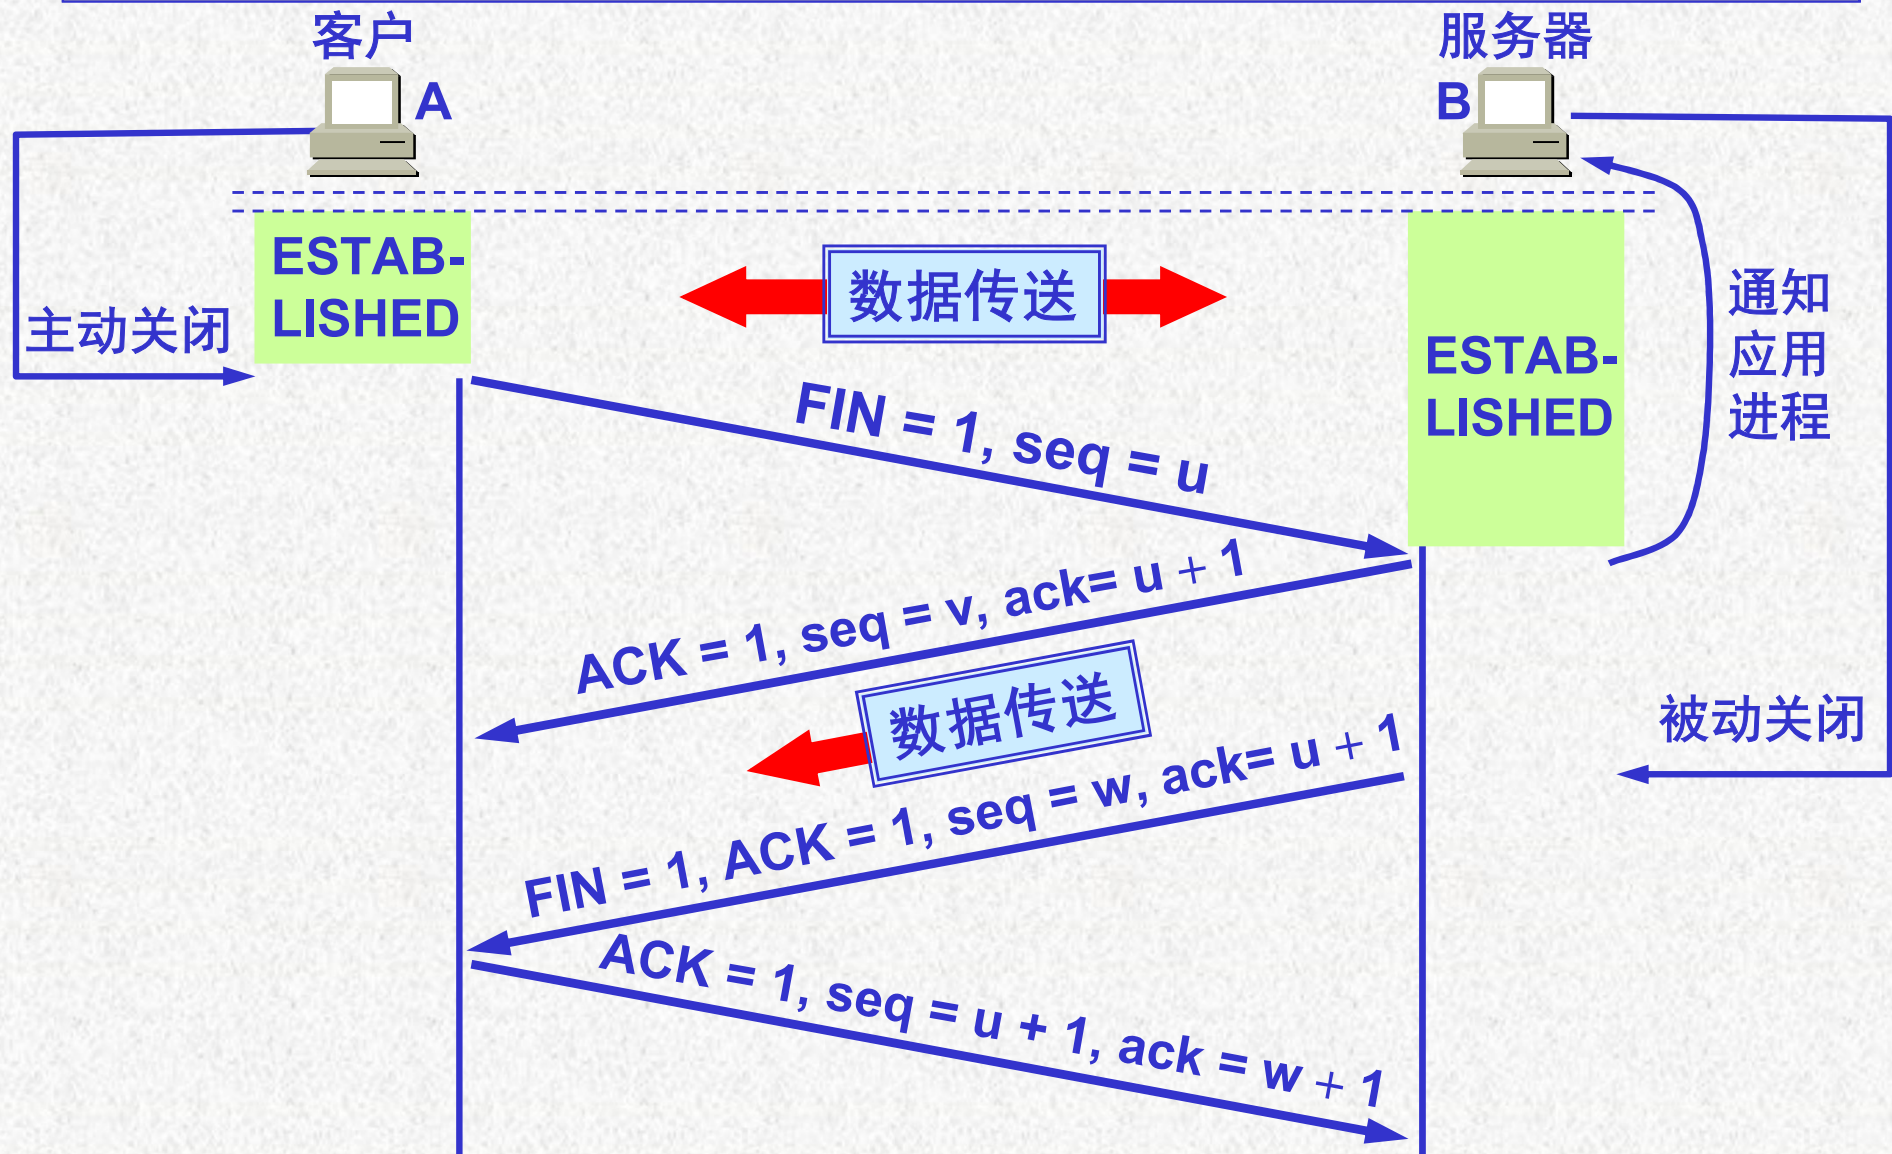 客户
服务器
A
B
ESTAB-
LISHED
数据传送
主动关闭
ESTAB-
LISHED
通知
应用
进程
FIN = 1, seq = u
ACK = 1, seq = v, ack= u + 1
数据传送
被动关闭
FIN = 1, ACK = 1, seq = w, ack= u + 1
ACK = 1, seq = u + 1, ack = w + 1